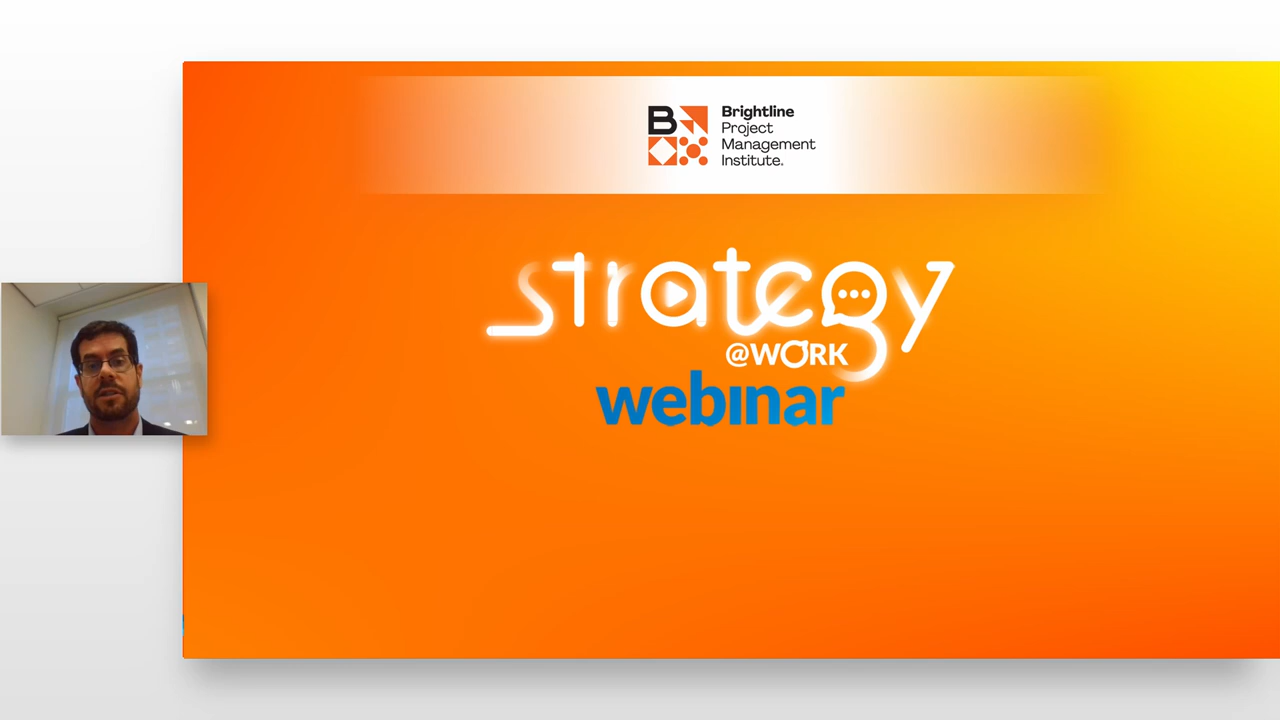 Brightline
Project
Management
Institute.
strategy
@WORK
webinar